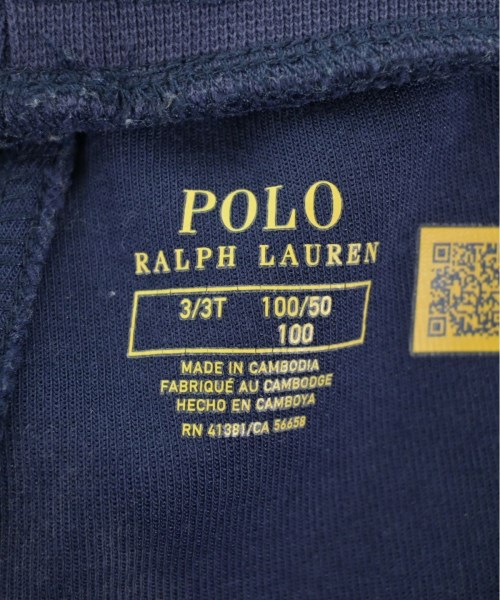 POLO
RALPH LAUREN
3/3T 100/50
100
MADE IN CAMBODIA
FABRIQUÉ AU CAMBODGE
HECHO EN CAMBOYA
RN 41381/CA 56658